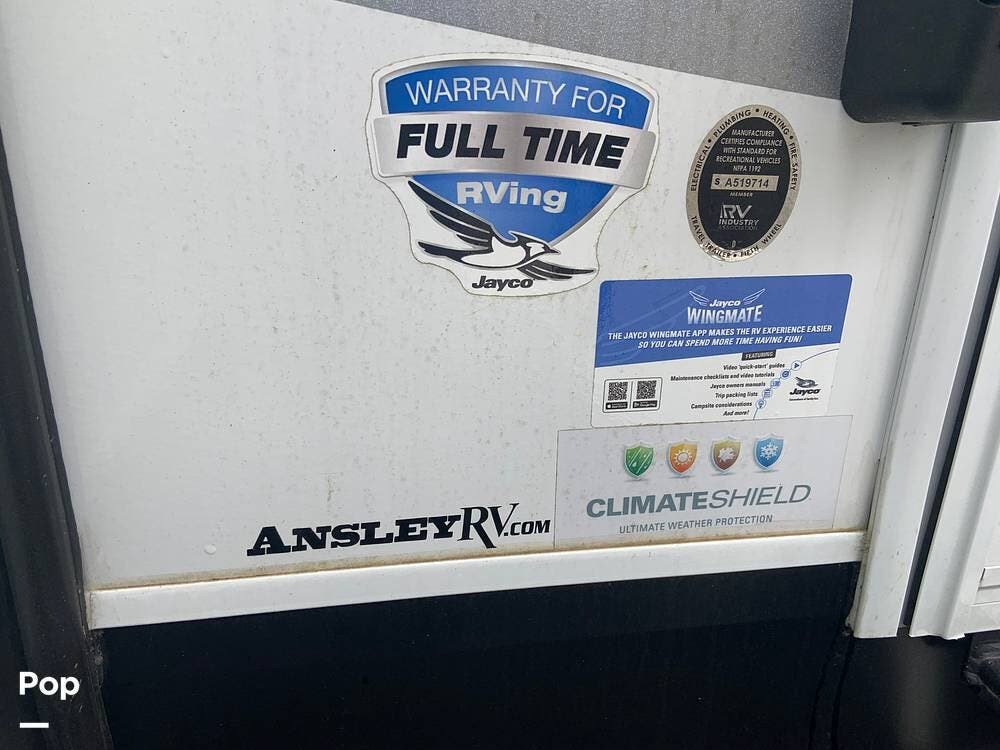 WARRANTY FOR
FULL TIME
RVing
Jayco
ELECTRICAL • PLUMBING • HEATING • FIRE SAFETY
MANUFACTURER
CERTIFIES COMPLIANCE
WITH STANDARD FOR
RECREATIONAL VEHICLES
NFPA 1192
S A519714
MEMBER
RV
INDUSTRY
ASSOCIATION
TRAVEL TRAILER • FIFTH WHEEL
Jayco
WINGMATE
THE JAYCO WINGMATE APP MAKES THE RV EXPERIENCE EASIER
SO YOU CAN SPEND MORE TIME HAVING FUN!
FEATURING
Video 'quick-start' guides
Maintenance checklists and video tutorials
Jayco owners manuals
Trip packing lists
Campsite considerations
And more!
Jayco
CLIMATESHIELD
ULTIMATE WEATHER PROTECTION
ANSLEYRV.COM
Pop